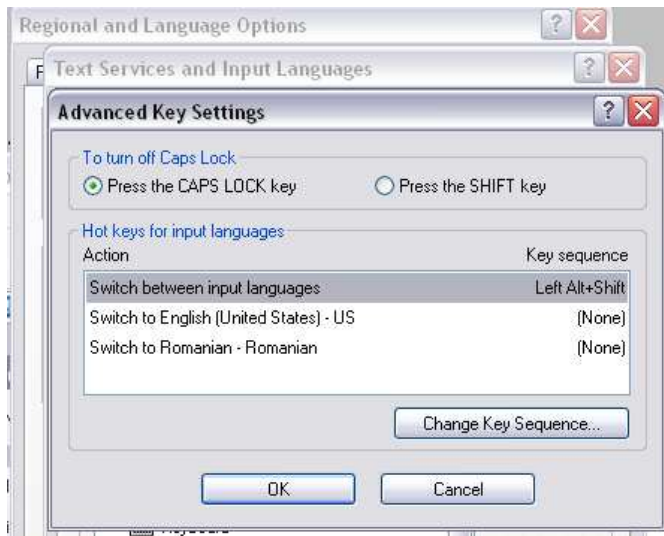 Regional and Language Options
Text Services and Input Languages
Advanced Key Settings
To turn off Caps Lock
Press the CAPS LOCK key Press the SHIFT key
Hot keys for input languages
Action Key sequence
Switch between input languages Left Alt+Shift
Switch to English (United States) - US (None)
Switch to Romanian - Romanian (None)
Change Key Sequence...
OK Cancel